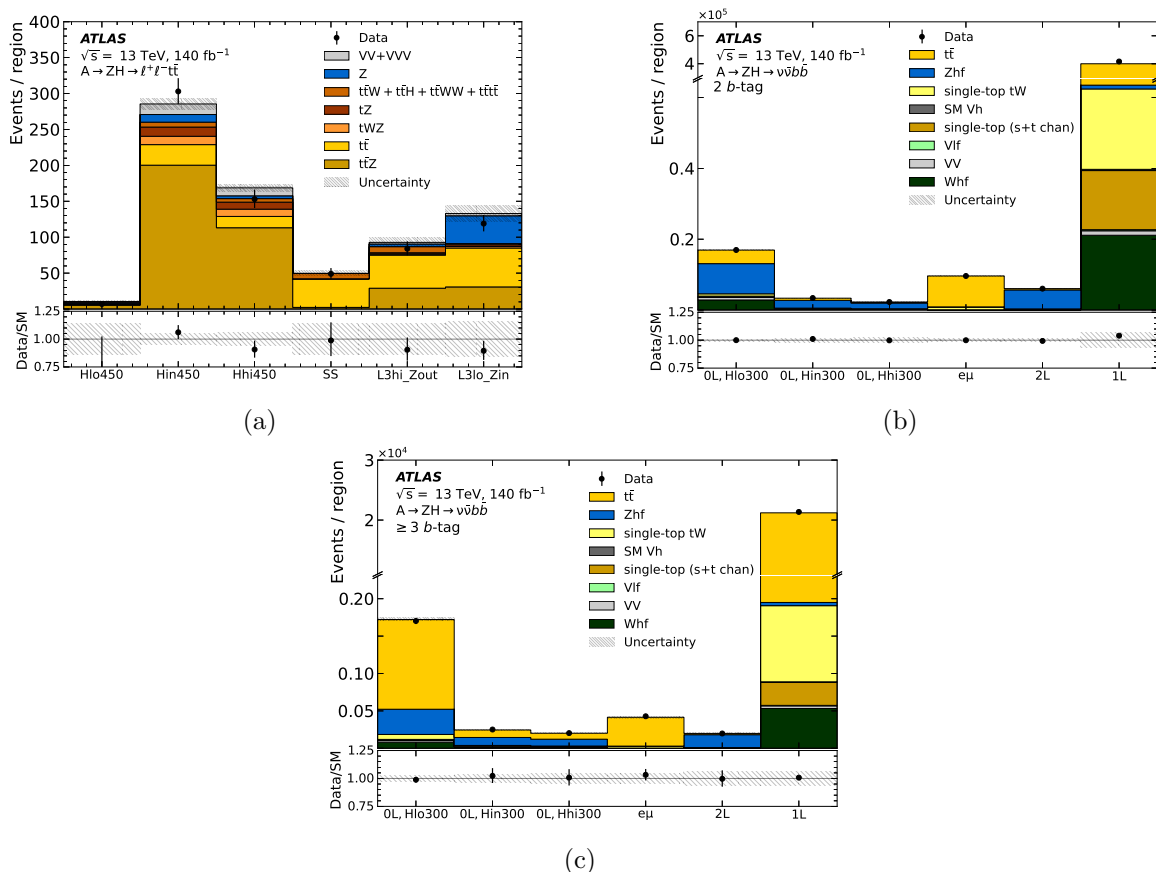 400
350
300
250
200
150
100
50
Events / region
ATLAS
√s = 13 TeV, 140 fb⁻¹
A → ZH → ℓ⁺ℓ⁻tt̄
Data
VV+VVV
Z
tt̄W + tt̄H + tt̄WW + tt̄tt̄
tZ
tWZ
tt̄
tt̄Z
Uncertainty
1.25
1.00
0.75
Data/SM
Hlo450 Hin450 Hhi450 SS L3hi_Zout L3lo_Zin
(a)
×10⁵
6
4
0.4
0.2
Events / region
ATLAS
√s = 13 TeV, 140 fb⁻¹
A → ZH → νν̄bb̄
2 b-tag
Data
tt̄
Zhf
single-top tW
SM Vh
single-top (s+t chan)
Vlf
VV
Whf
Uncertainty
1.25
1.00
0.75
Data/SM
0L, Hlo300 0L, Hin300 0L, Hhi300 eμ 2L 1L
(b)
×10⁴
3
2
0.20
0.10
0.05
Events / region
ATLAS
√s = 13 TeV, 140 fb⁻¹
A → ZH → νν̄bb̄
≥ 3 b-tag
Data
tt̄
Zhf
single-top tW
SM Vh
single-top (s+t chan)
Vlf
VV
Whf
Uncertainty
1.25
1.00
0.75
Data/SM
0L, Hlo300 0L, Hin300 0L, Hhi300 eμ 2L 1L
(c)